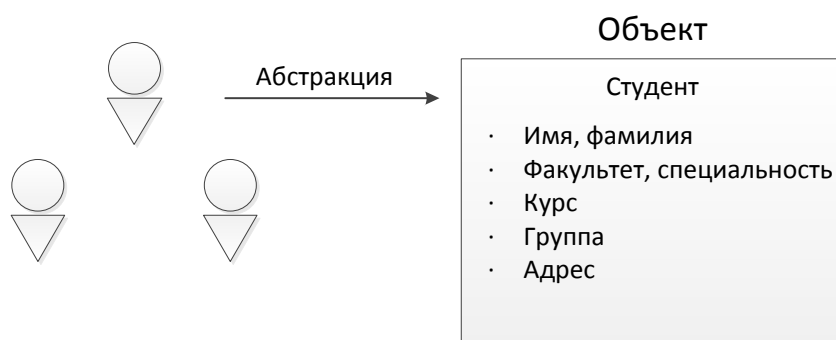 Объект
Абстракция
Студент
· Имя, фамилия
· Факультет, специальность
· Курс
· Группа
· Адрес